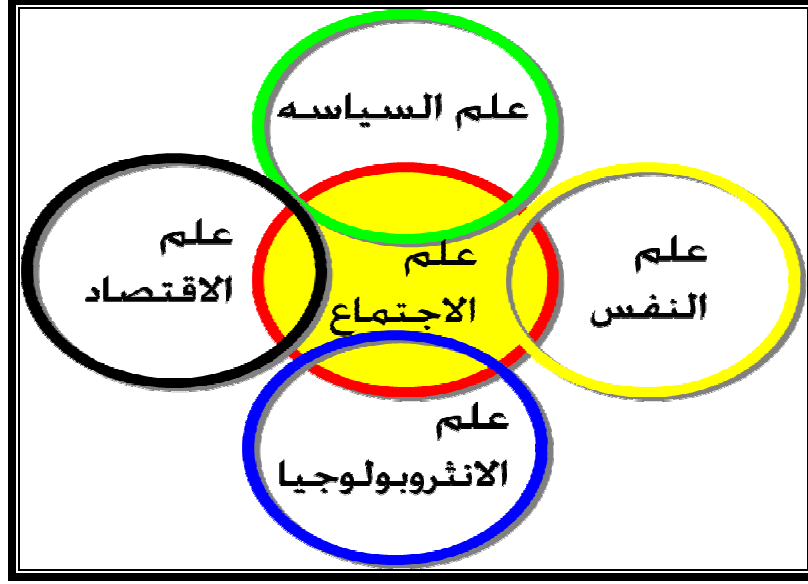 علم السياسه
علم
النفس
علم
الاجتماع
علم
الاقتصاد
علم
الانثروبولوجيا